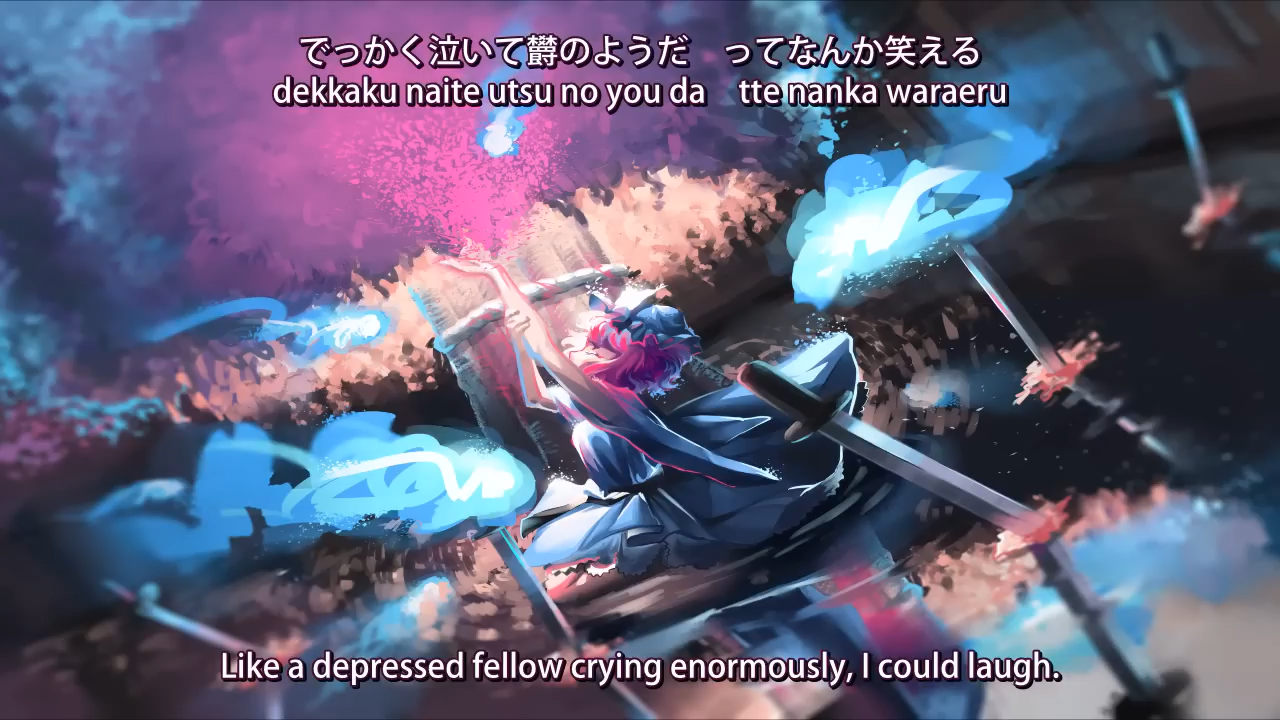 でっかく泣いて欝のようだ　ってなんか笑える
dekkaku naite utsu no you da　tte nanka waraeru
Like a depressed fellow crying enormously, I could laugh.